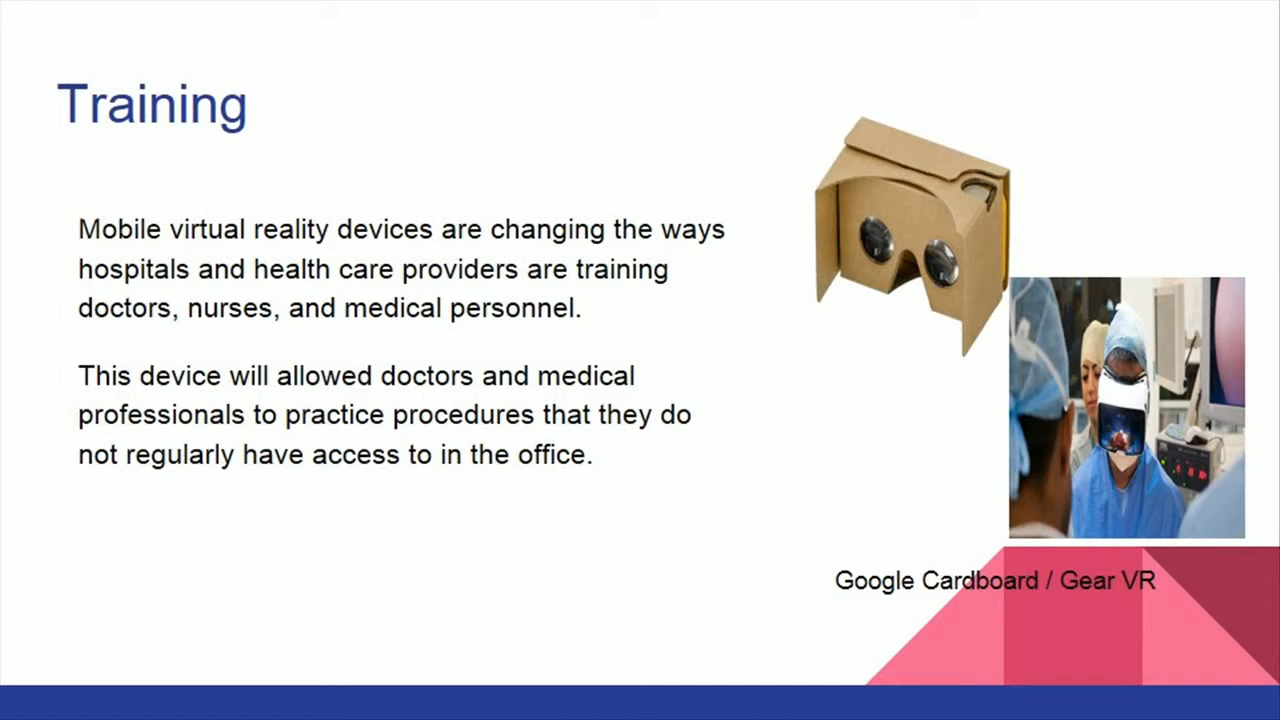 Training
Mobile virtual reality devices are changing the ways
hospitals and health care providers are training
doctors, nurses, and medical personnel.
This device will allowed doctors and medical
professionals to practice procedures that they do
not regularly have access to in the office.
Google Cardboard / Gear VR